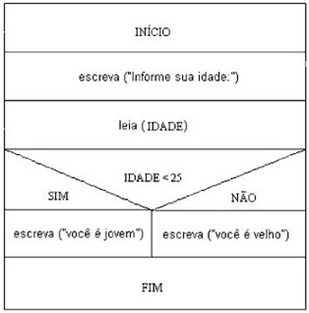 INÍCIO
escreva ("Informe sua idade:")
leia (IDADE)
IDADE < 25
SIM
NÃO
escreva ("você é jovem")
escreva ("você é velho")
FIM